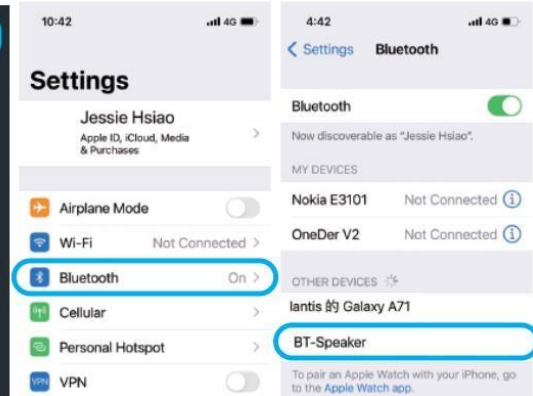 10:42
4G
Settings
Jessie Hsiao
Apple ID, iCloud, Media
& Purchases
Airplane Mode
Wi-Fi Not Connected
Bluetooth On
Cellular
Personal Hotspot
VPN VPN
4:42
4G
Settings Bluetooth
Bluetooth
Now discoverable as "Jessie Hsiao".
MY DEVICES
Nokia E3101 Not Connected
OneDer V2 Not Connected
OTHER DEVICES
lantis 的 Galaxy A71
BT-Speaker
To pair an Apple Watch with your iPhone, go
to the Apple Watch app.